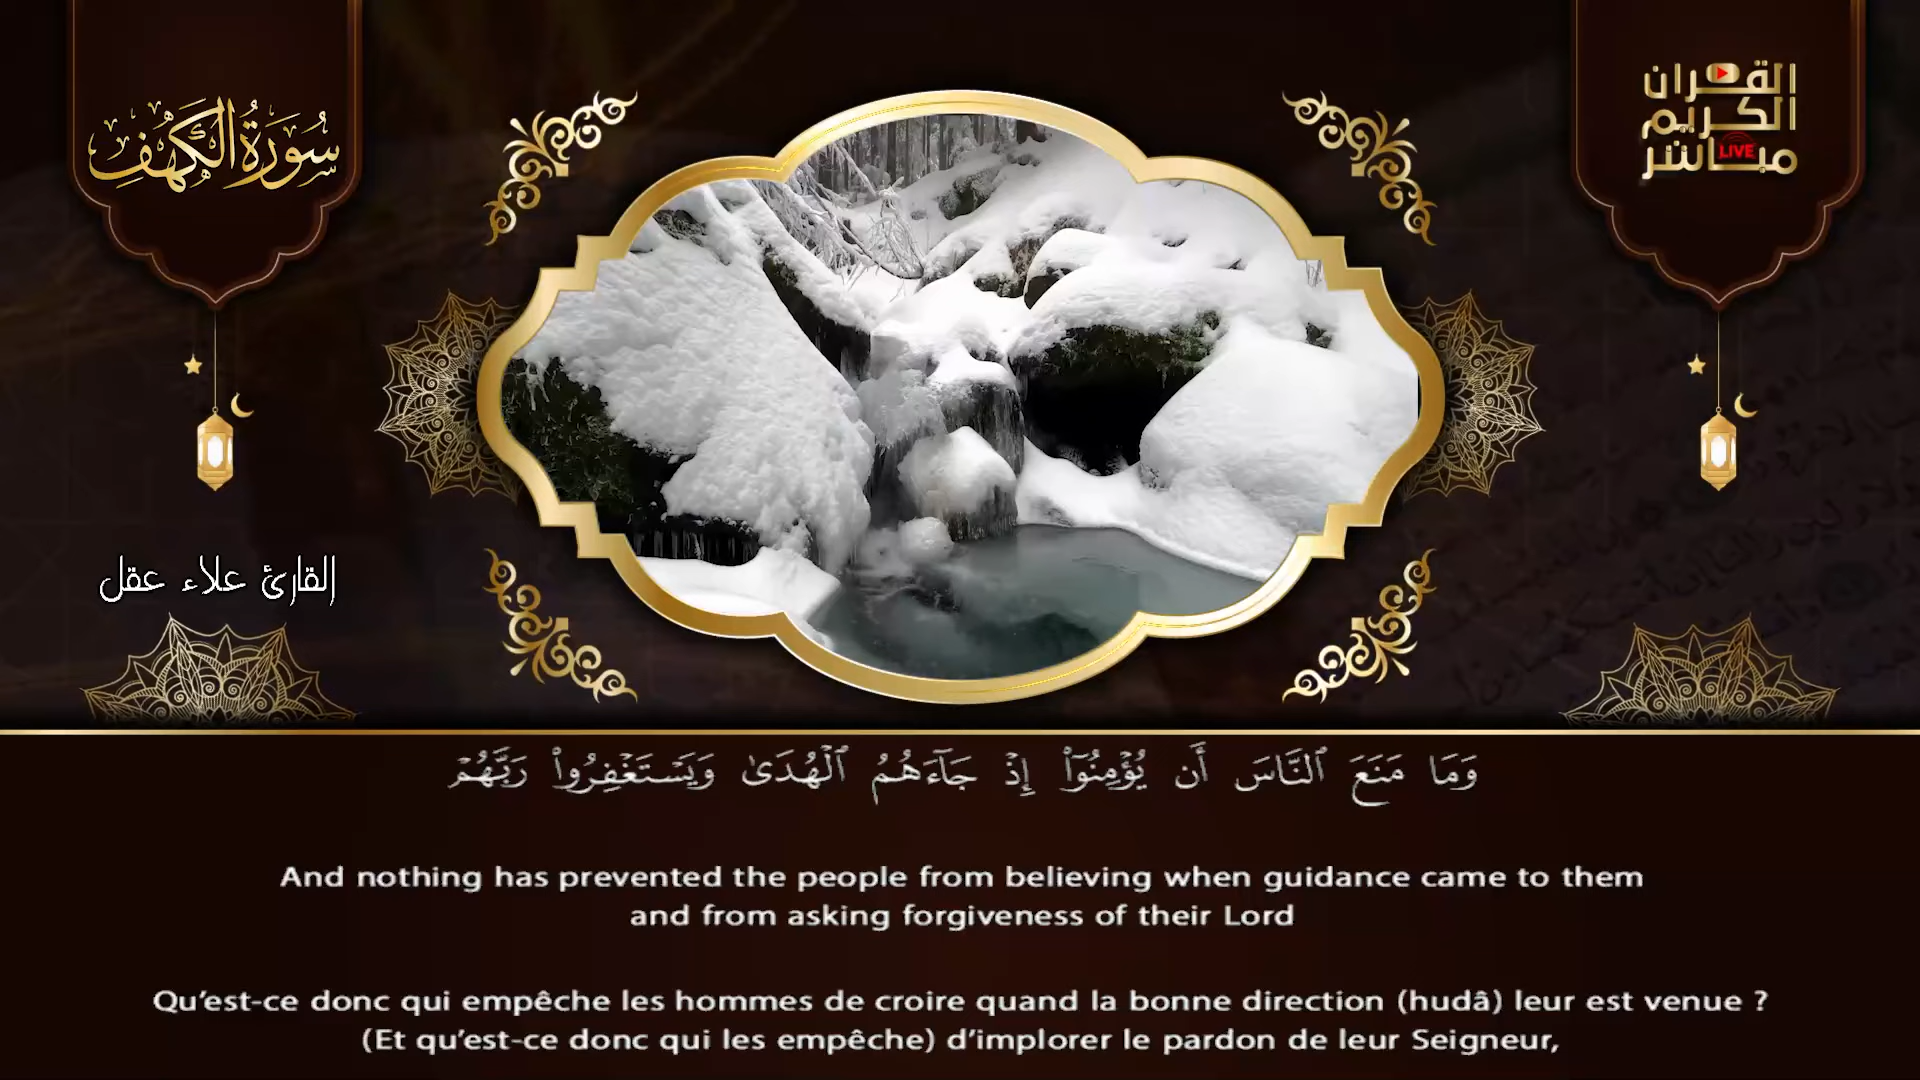 سُورَةُ الكَهْفِ
القرآن
الكريم
مباشر
LIVE
القارئ علاء عقل
وَمَا مَنَعَ ٱلنَّاسَ أَن يُؤْمِنُوٓا۟ إِذْ جَآءَهُمُ ٱلْهُدَىٰ وَيَسْتَغْفِرُوا۟ رَبَّهُمْ
And nothing has prevented the people from believing when guidance came to them
and from asking forgiveness of their Lord
Qu’est-ce donc qui empêche les hommes de croire quand la bonne direction (hudâ) leur est venue ?
(Et qu’est-ce donc qui les empêche) d’implorer le pardon de leur Seigneur,